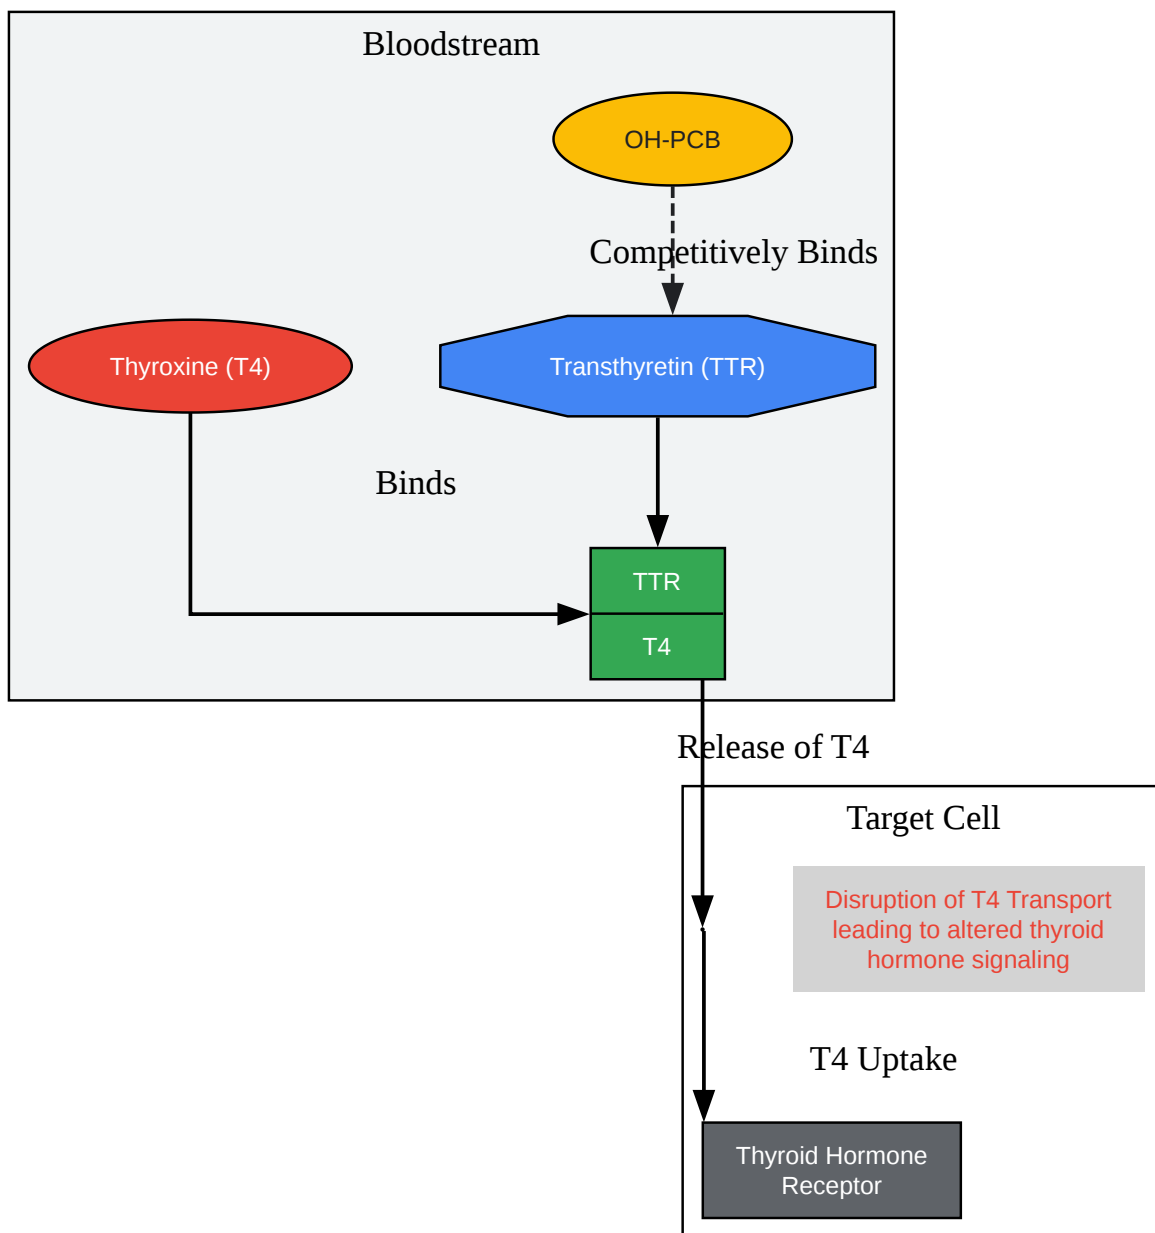 Bloodstream
OH-PCB
Competitively Binds
Thyroxine (T4)
Transthyretin (TTR)
Binds
TTR
T4
Release of T4
Target Cell
Disruption of T4 Transport
leading to altered thyroid
hormone signaling
T4 Uptake
Thyroid Hormone
Receptor